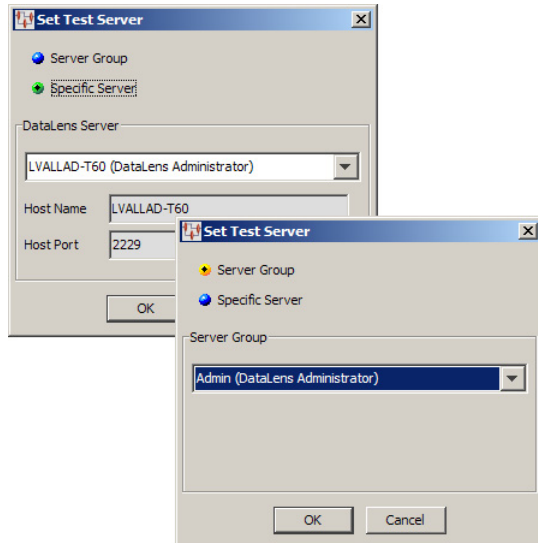 Set Test Server
Server Group
Specific Server
DataLens Server
LVALLAD-T60 (DataLens Administrator)
Host Name LVALLAD-T60
Host Port 2229
OK
Set Test Server
Server Group
Specific Server
Server Group
Admin (DataLens Administrator)
OK Cancel